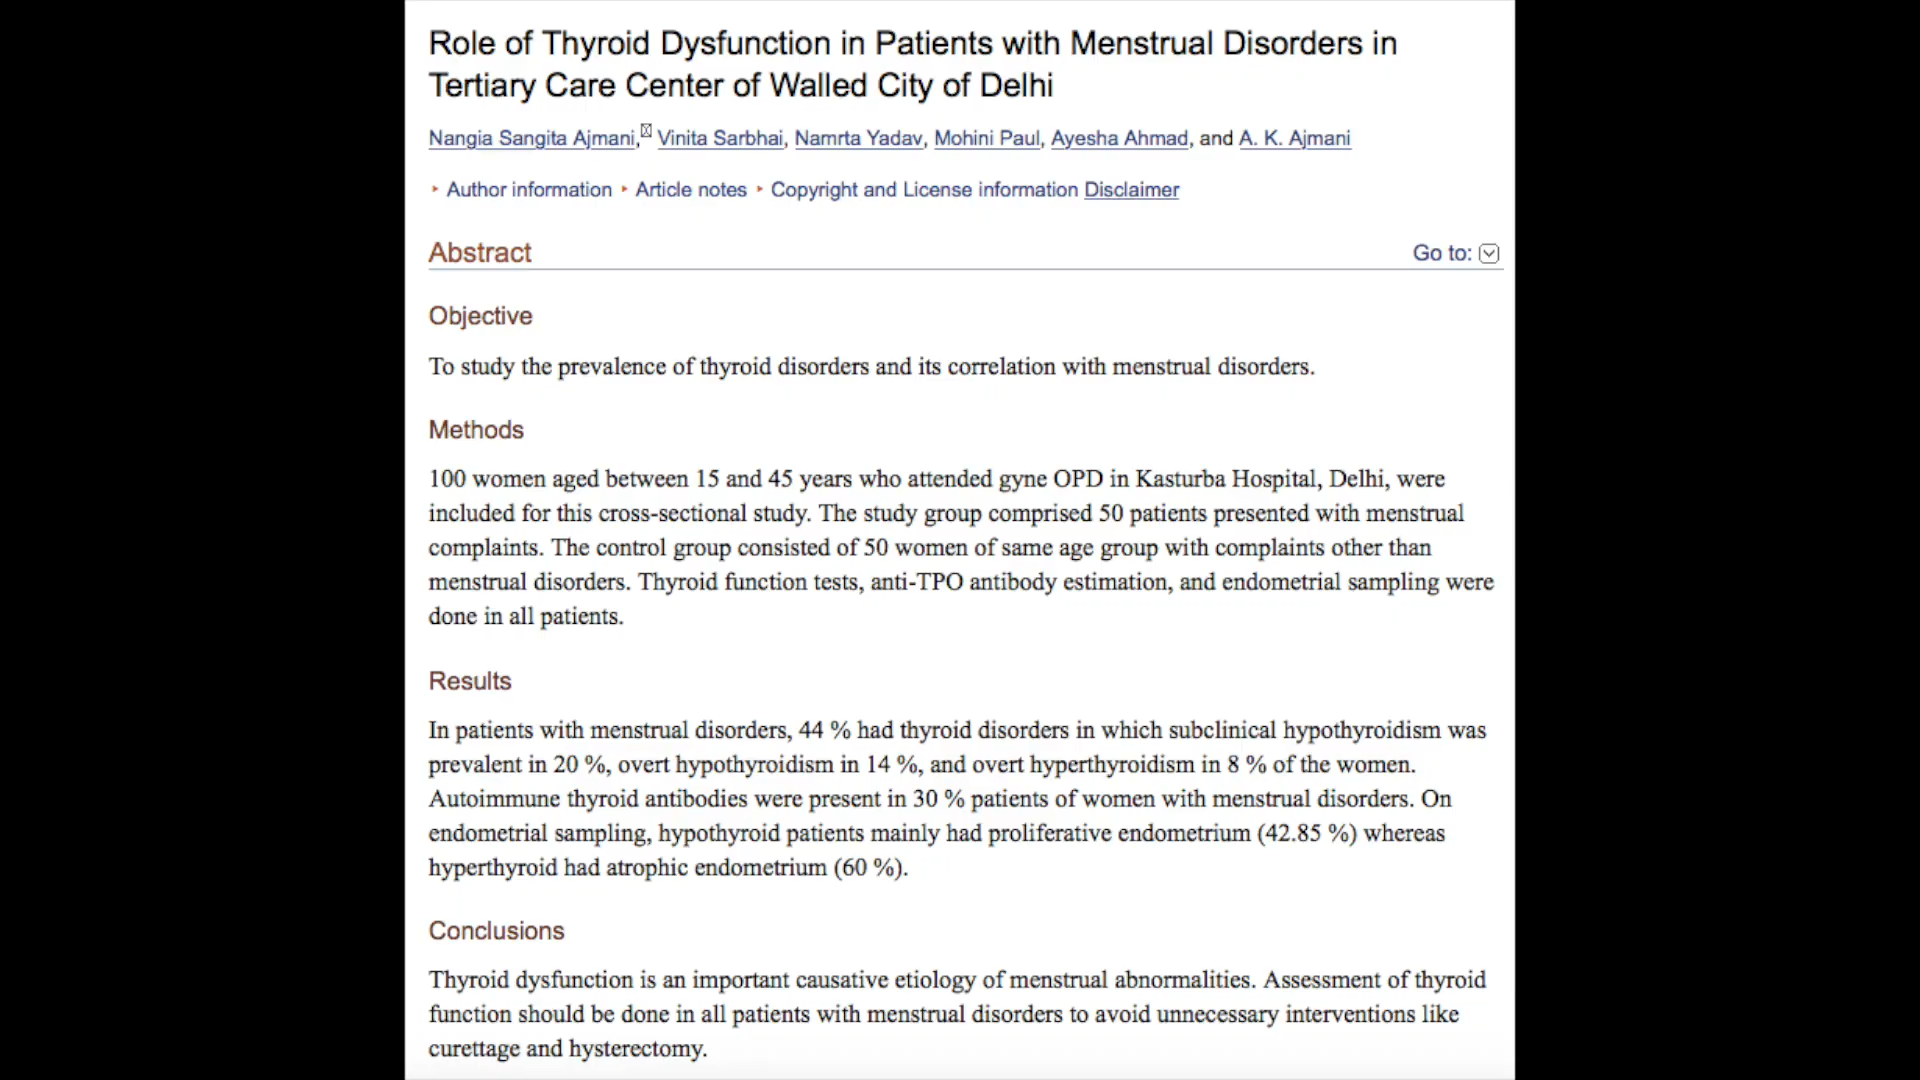 Role of Thyroid Dysfunction in Patients with Menstrual Disorders in
Tertiary Care Center of Walled City of Delhi
Nangia Sangita Ajmani, Vinita Sarbhai, Namrta Yadav, Mohini Paul, Ayesha Ahmad, and A. K. Ajmani
Author information Article notes Copyright and License information Disclaimer
Abstract Go to:
Objective
To study the prevalence of thyroid disorders and its correlation with menstrual disorders.
Methods
100 women aged between 15 and 45 years who attended gyne OPD in Kasturba Hospital, Delhi, were
included for this cross-sectional study. The study group comprised 50 patients presented with menstrual
complaints. The control group consisted of 50 women of same age group with complaints other than
menstrual disorders. Thyroid function tests, anti-TPO antibody estimation, and endometrial sampling were
done in all patients.
Results
In patients with menstrual disorders, 44 % had thyroid disorders in which subclinical hypothyroidism was
prevalent in 20 %, overt hypothyroidism in 14 %, and overt hyperthyroidism in 8 % of the women.
Autoimmune thyroid antibodies were present in 30 % patients of women with menstrual disorders. On
endometrial sampling, hypothyroid patients mainly had proliferative endometrium (42.85 %) whereas
hyperthyroid had atrophic endometrium (60 %).
Conclusions
Thyroid dysfunction is an important causative etiology of menstrual abnormalities. Assessment of thyroid
function should be done in all patients with menstrual disorders to avoid unnecessary interventions like
curettage and hysterectomy.